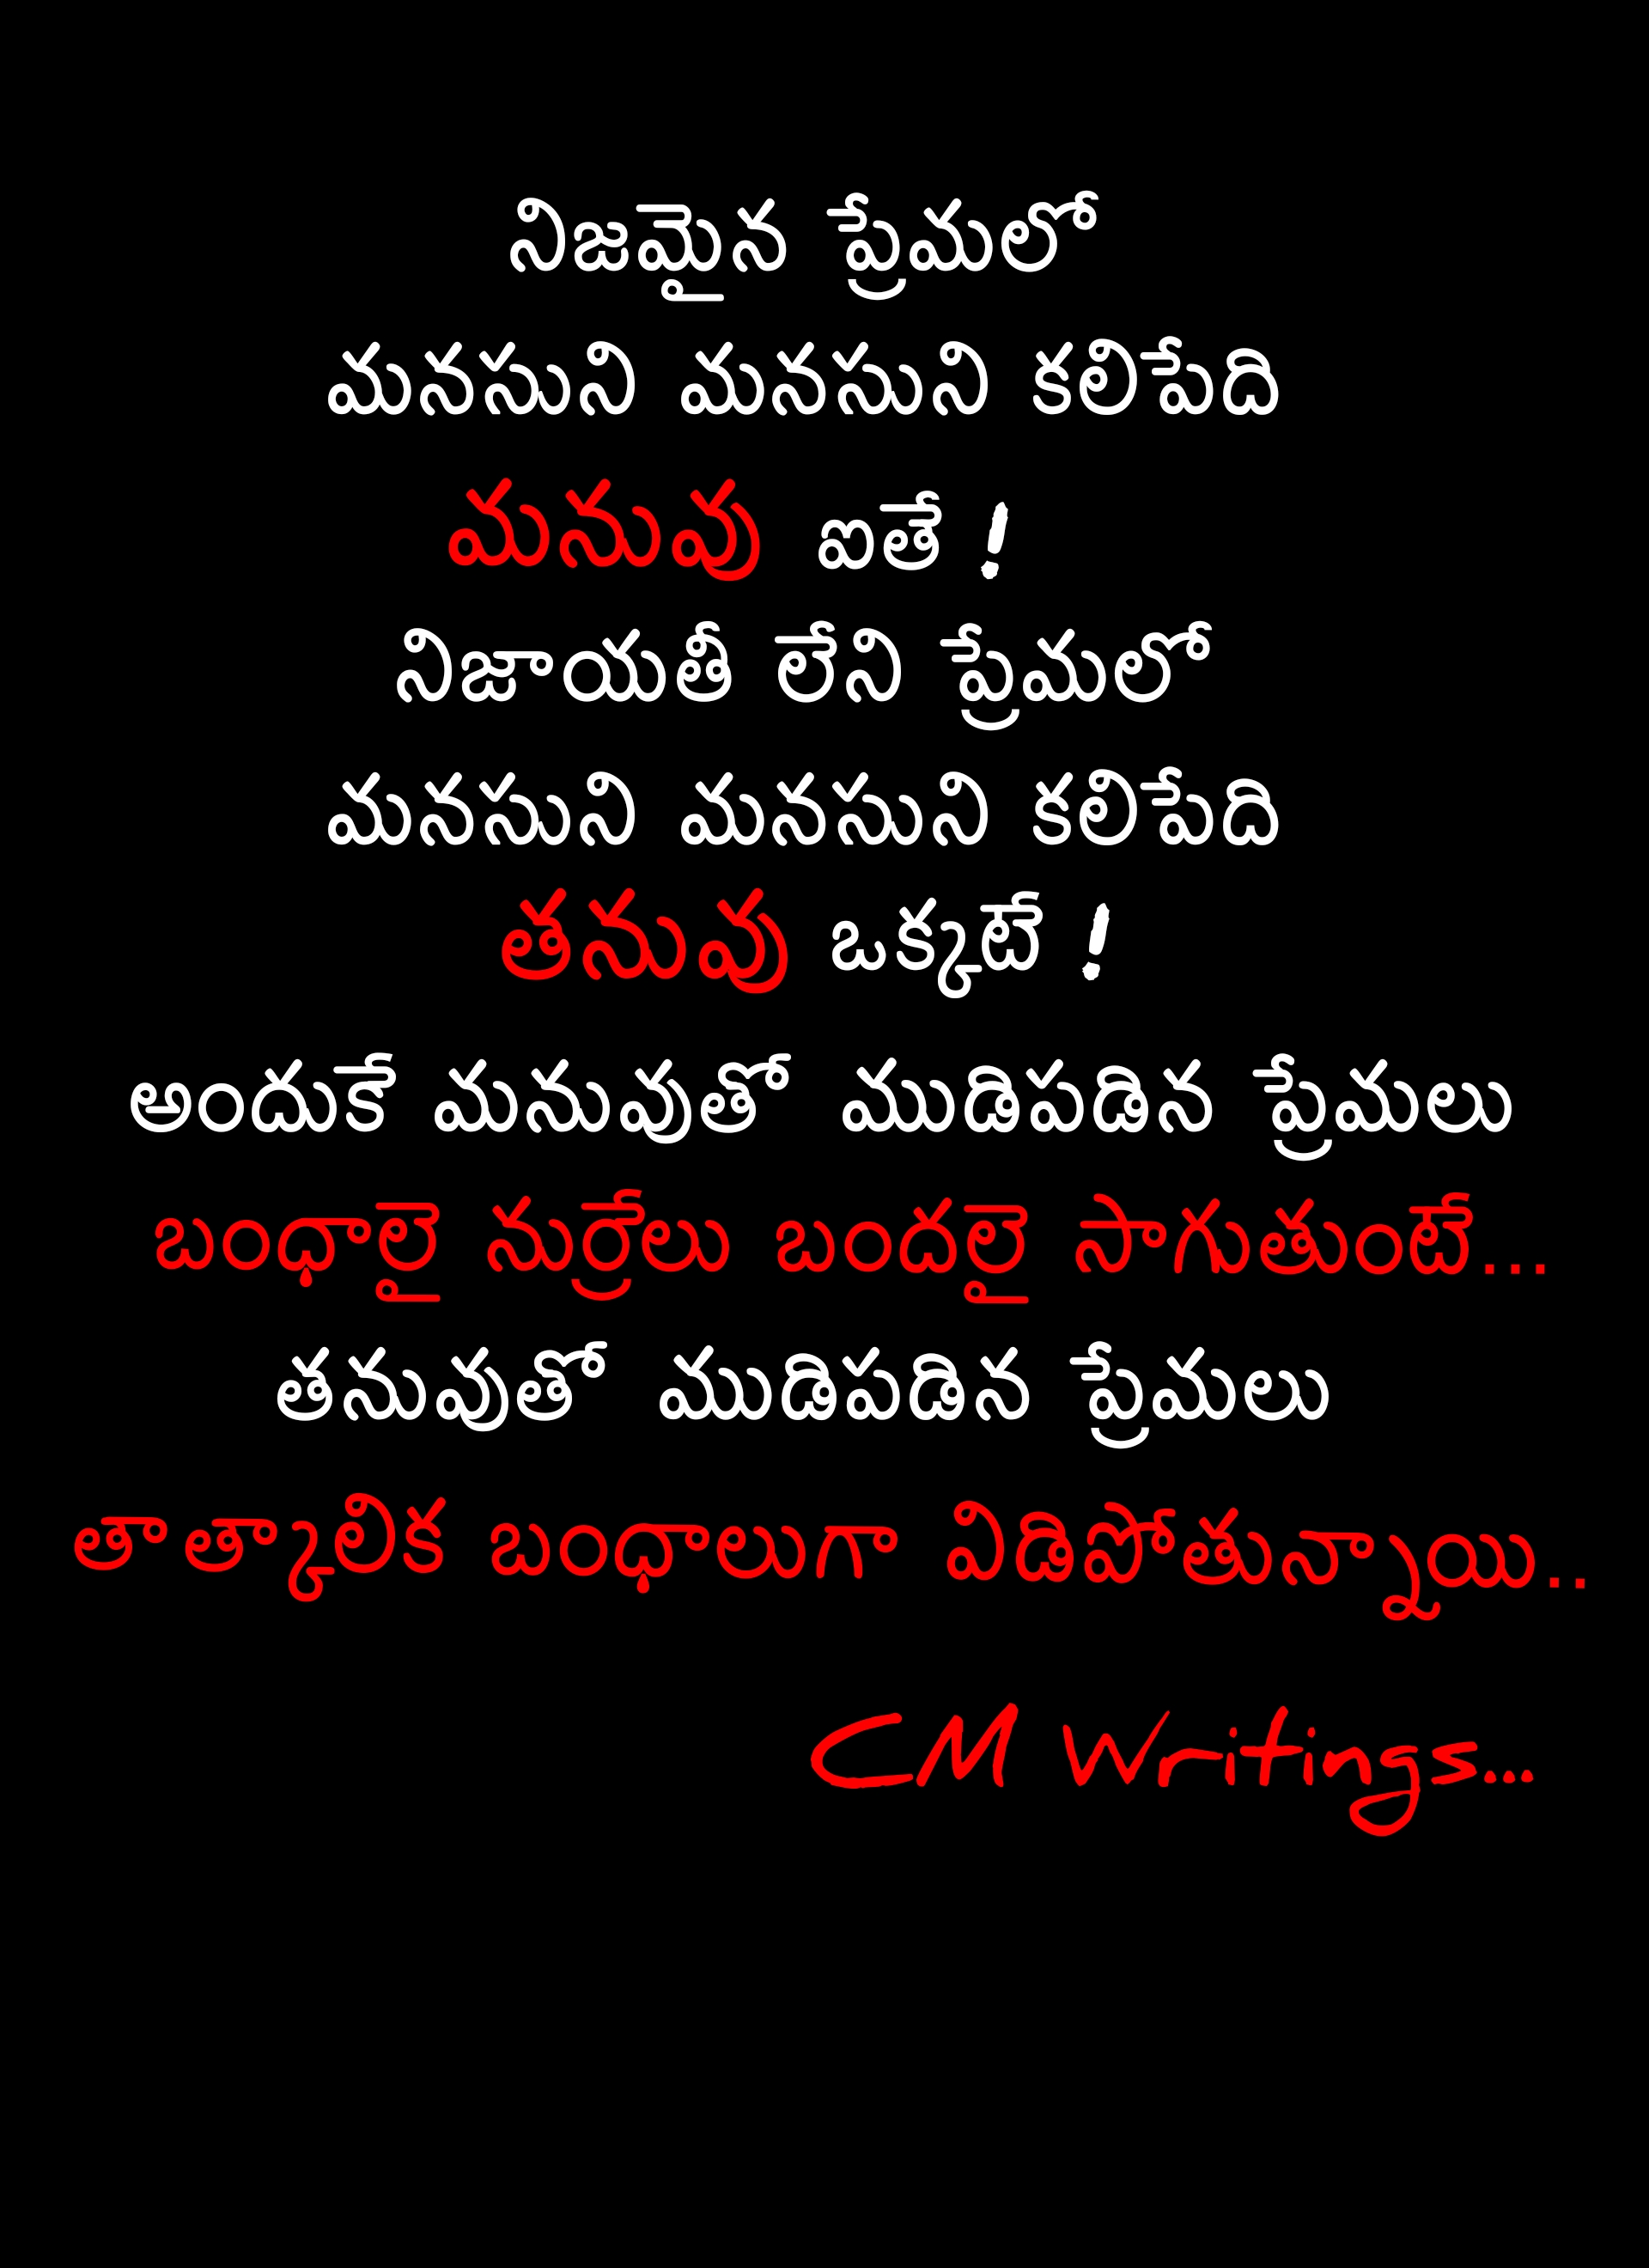 నిజమైన ప్రేమలో
మనసుని మనసుని కలిపేది
మనువు ఐతే !
నిజాయతీ లేని ప్రేమలో
మనసుని మనసుని కలిపేది
తనువు ఒక్కటే !
అందుకే మనువుతో ముడిపడిన ప్రేమలు
బంధాలై నుర్రేలు బందలై సాగుతుండే...
తనువుతో ముడిపడిన ప్రేమలు
తాత్కాలిక బంధాలుగా విడిపోతున్నాయి..
CM Writings...